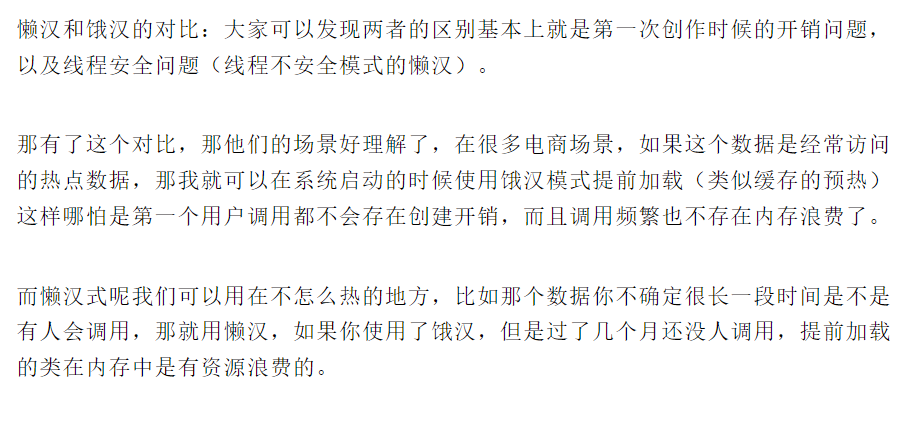 懒汉和饿汉的对比：大家可以发现两者的区别基本上就是第一次创作时候的开销问题，
以及线程安全问题（线程不安全模式的懒汉）。
那有了这个对比，那他们的场景好理解了，在很多电商场景，如果这个数据是经常访问
的热点数据，那我就可以在系统启动的时候使用饿汉模式提前加载（类似缓存的预热）
这样哪怕是第一个用户调用都不会存在创建开销，而且调用频繁也不存在内存浪费了。
而懒汉式呢我们可以用在不怎么热的地方，比如那个数据你不确定很长一段时间是不是
有人会调用，那就用懒汉，如果你使用了饿汉，但是过了几个月还没人调用，提前加载
的类在内存中是有资源浪费的。